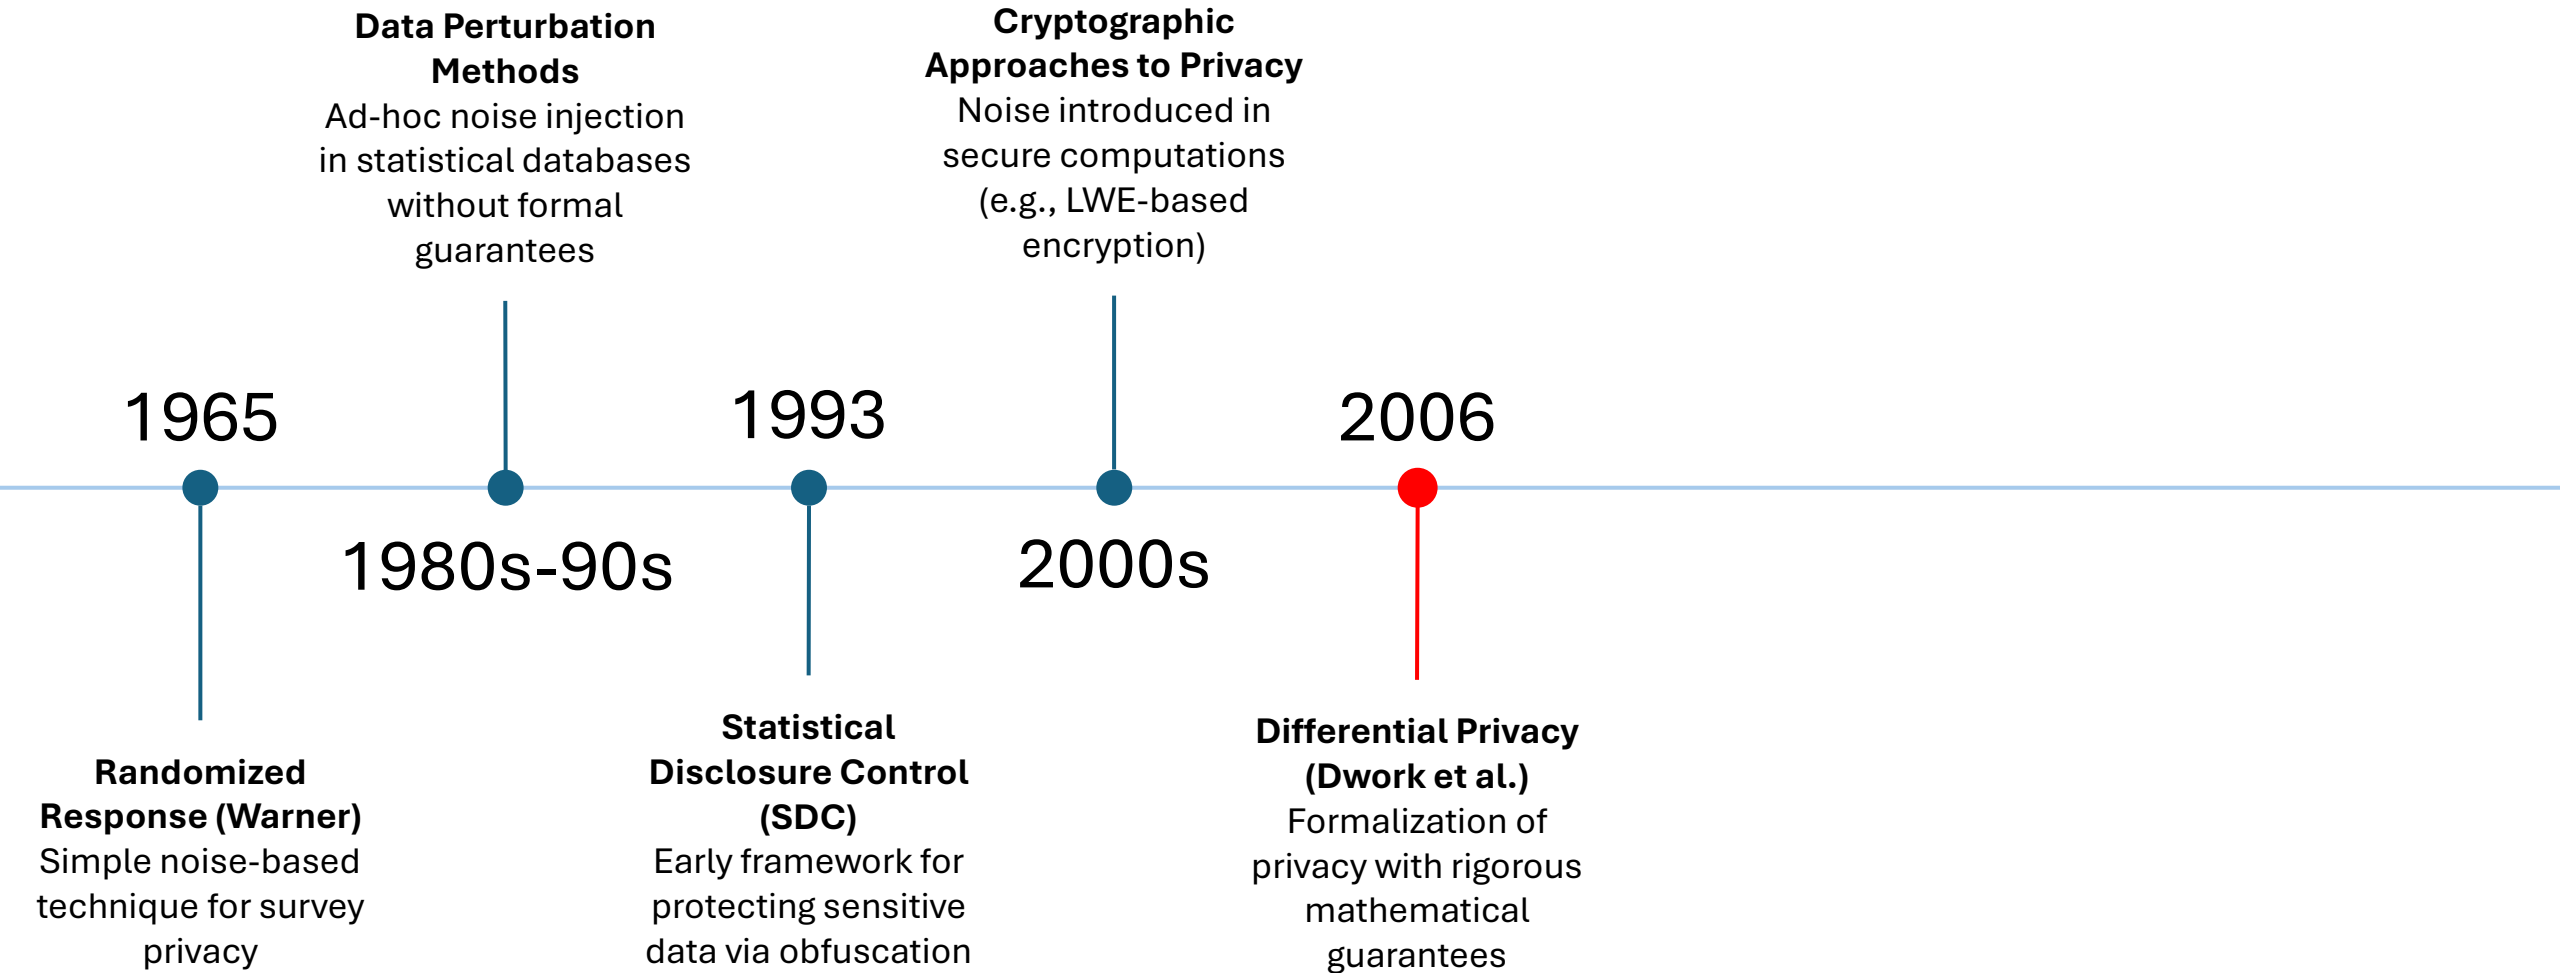 Data Perturbation
Methods
Ad-hoc noise injection
in statistical databases
without formal
guarantees
Cryptographic
Approaches to Privacy
Noise introduced in
secure computations
(e.g., LWE-based
encryption)
1965
1993
2006
1980s-90s
2000s
Randomized
Response (Warner)
Simple noise-based
technique for survey
privacy
Statistical
Disclosure Control
(SDC)
Early framework for
protecting sensitive
data via obfuscation
Differential Privacy
(Dwork et al.)
Formalization of
privacy with rigorous
mathematical
guarantees